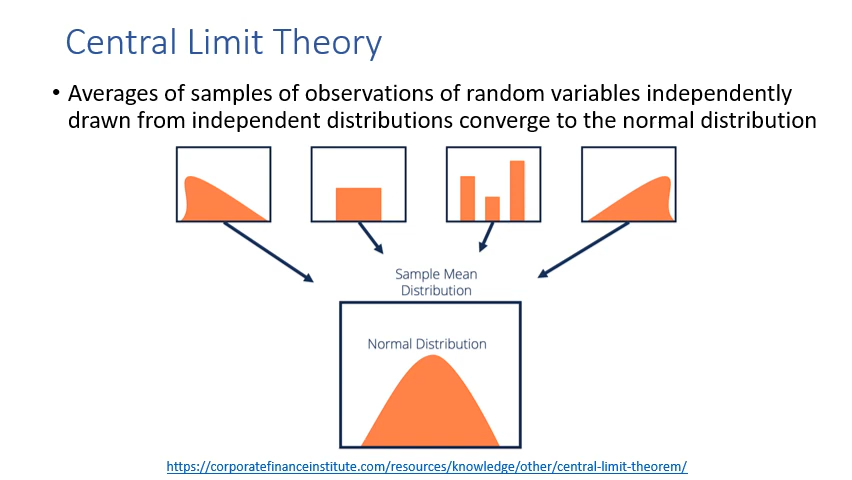 Central Limit Theory
• Averages of samples of observations of random variables independently
drawn from independent distributions converge to the normal distribution
Sample Mean
Distribution
Normal Distribution
https://corporatefinanceinstitute.com/resources/knowledge/other/central-limit-theorem/